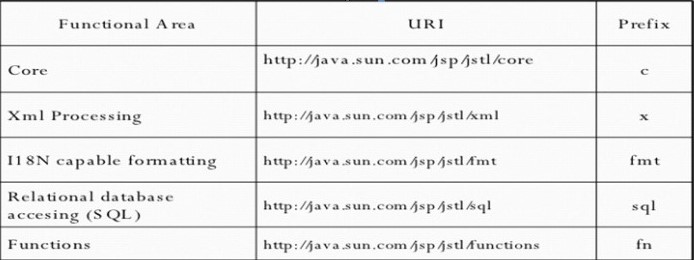 Functional Area URI Prefix
Core http://java.sun.com/jsp/jstl/core c
Xml Processing http://java.sun.com/jsp/jstl/xml x
I18N capable formatting http://java.sun.com/jsp/jstl/fmt fmt
Relational database
accesing (SQL) http://java.sun.com/jsp/jstl/sql sql
Functions http://java.sun.com/jsp/jstl/functions fn